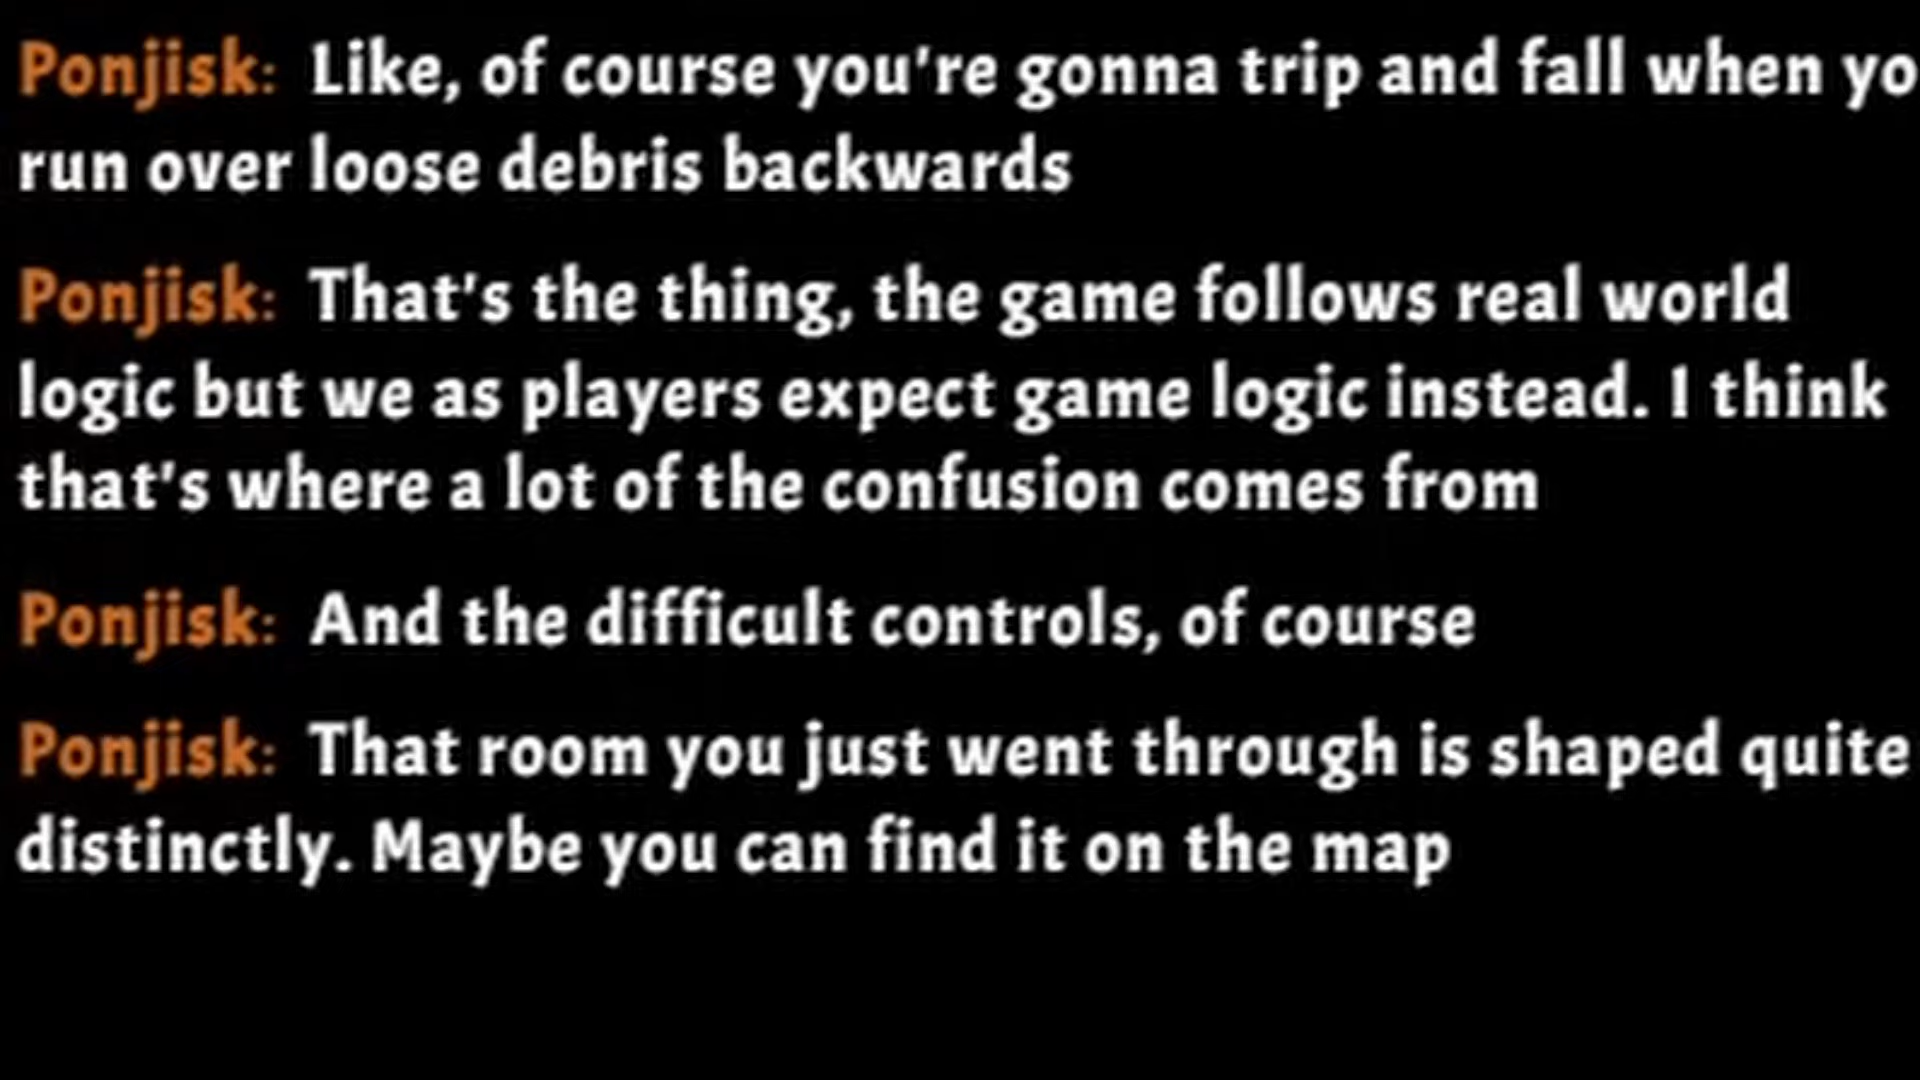 Ponjisk: Like, of course you're gonna trip and fall when yo
run over loose debris backwards
Ponjisk: That's the thing, the game follows real world
logic but we as players expect game logic instead. I think
that's where a lot of the confusion comes from
Ponjisk: And the difficult controls, of course
Ponjisk: That room you just went through is shaped quite
distinctly. Maybe you can find it on the map